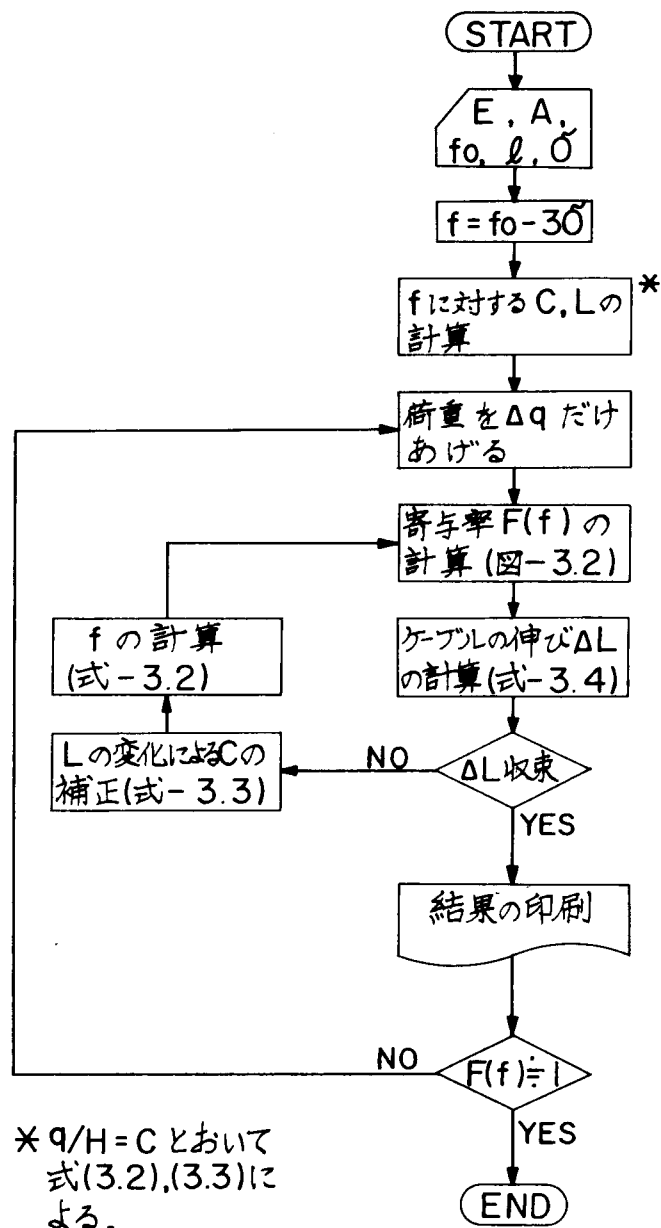 START
E, A,
fo, ℓ, σ
f = fo - 3σ
fに対する C, Lの
計算
*
荷重をΔqだけ
あげる
寄与率F(f)の
計算(図-3.2)
ケーブルの伸びΔL
の計算(式-3.4)
ΔL収束
NO
YES
Lの変化によるCの
補正(式-3.3)
fの計算
(式-3.2)
結果の印刷
F(f)≒1
NO
YES
END
* q/H=Cとおいて
式(3.2),(3.3)に
よる。